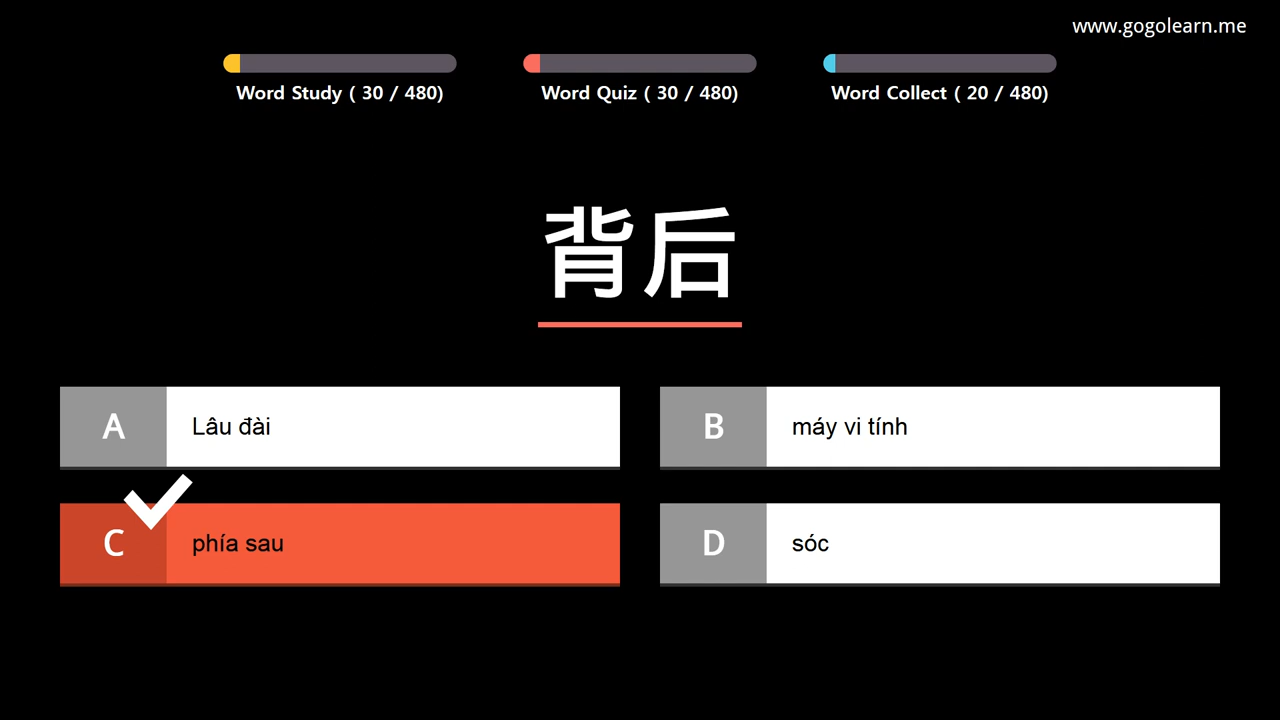 www.gogolearn.me
Word Study ( 30 / 480)
Word Quiz ( 30 / 480)
Word Collect ( 20 / 480)
背后
A
Lâu đài
B
máy vi tính
C
phía sau
D
sóc